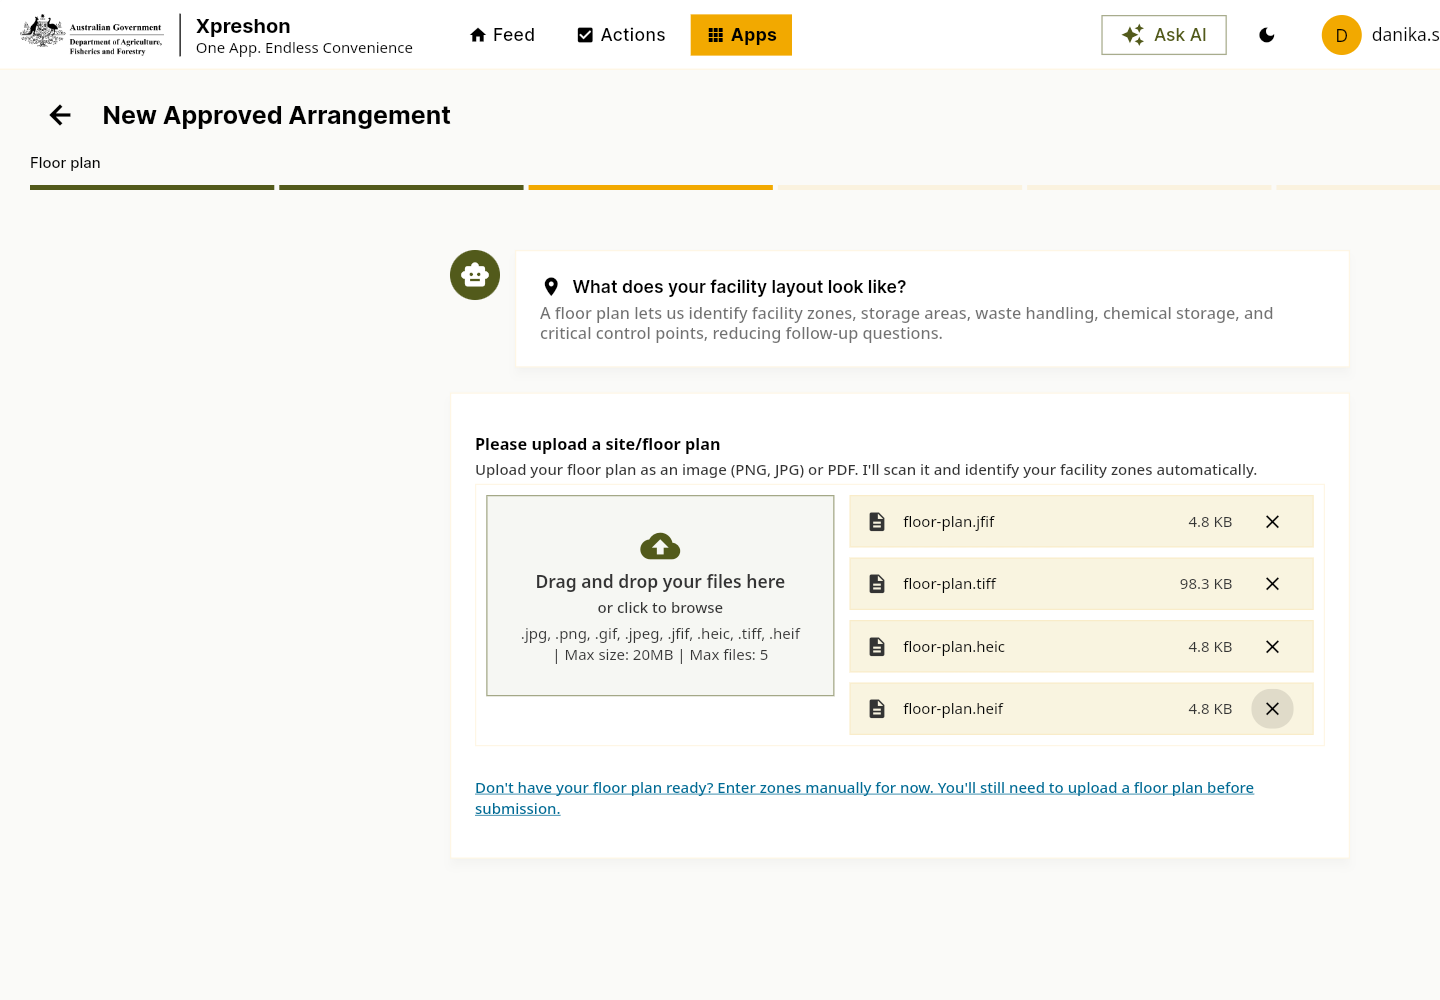 Australian Government
Department of Agriculture,
Fisheries and Forestry
Xpreshon
One App. Endless Convenience
Feed
Actions
Apps
Ask AI
D
danika.s
New Approved Arrangement
Floor plan
What does your facility layout look like?
A floor plan lets us identify facility zones, storage areas, waste handling, chemical storage, and
critical control points, reducing follow-up questions.
Please upload a site/floor plan
Upload your floor plan as an image (PNG, JPG) or PDF. I'll scan it and identify your facility zones automatically.
Drag and drop your files here
or click to browse
.jpg, .png, .gif, .jpeg, .jfif, .heic, .tiff, .heif
| Max size: 20MB | Max files: 5
floor-plan.jfif 4.8 KB
floor-plan.tiff 98.3 KB
floor-plan.heic 4.8 KB
floor-plan.heif 4.8 KB
Don't have your floor plan ready? Enter zones manually for now. You'll still need to upload a floor plan before
submission.